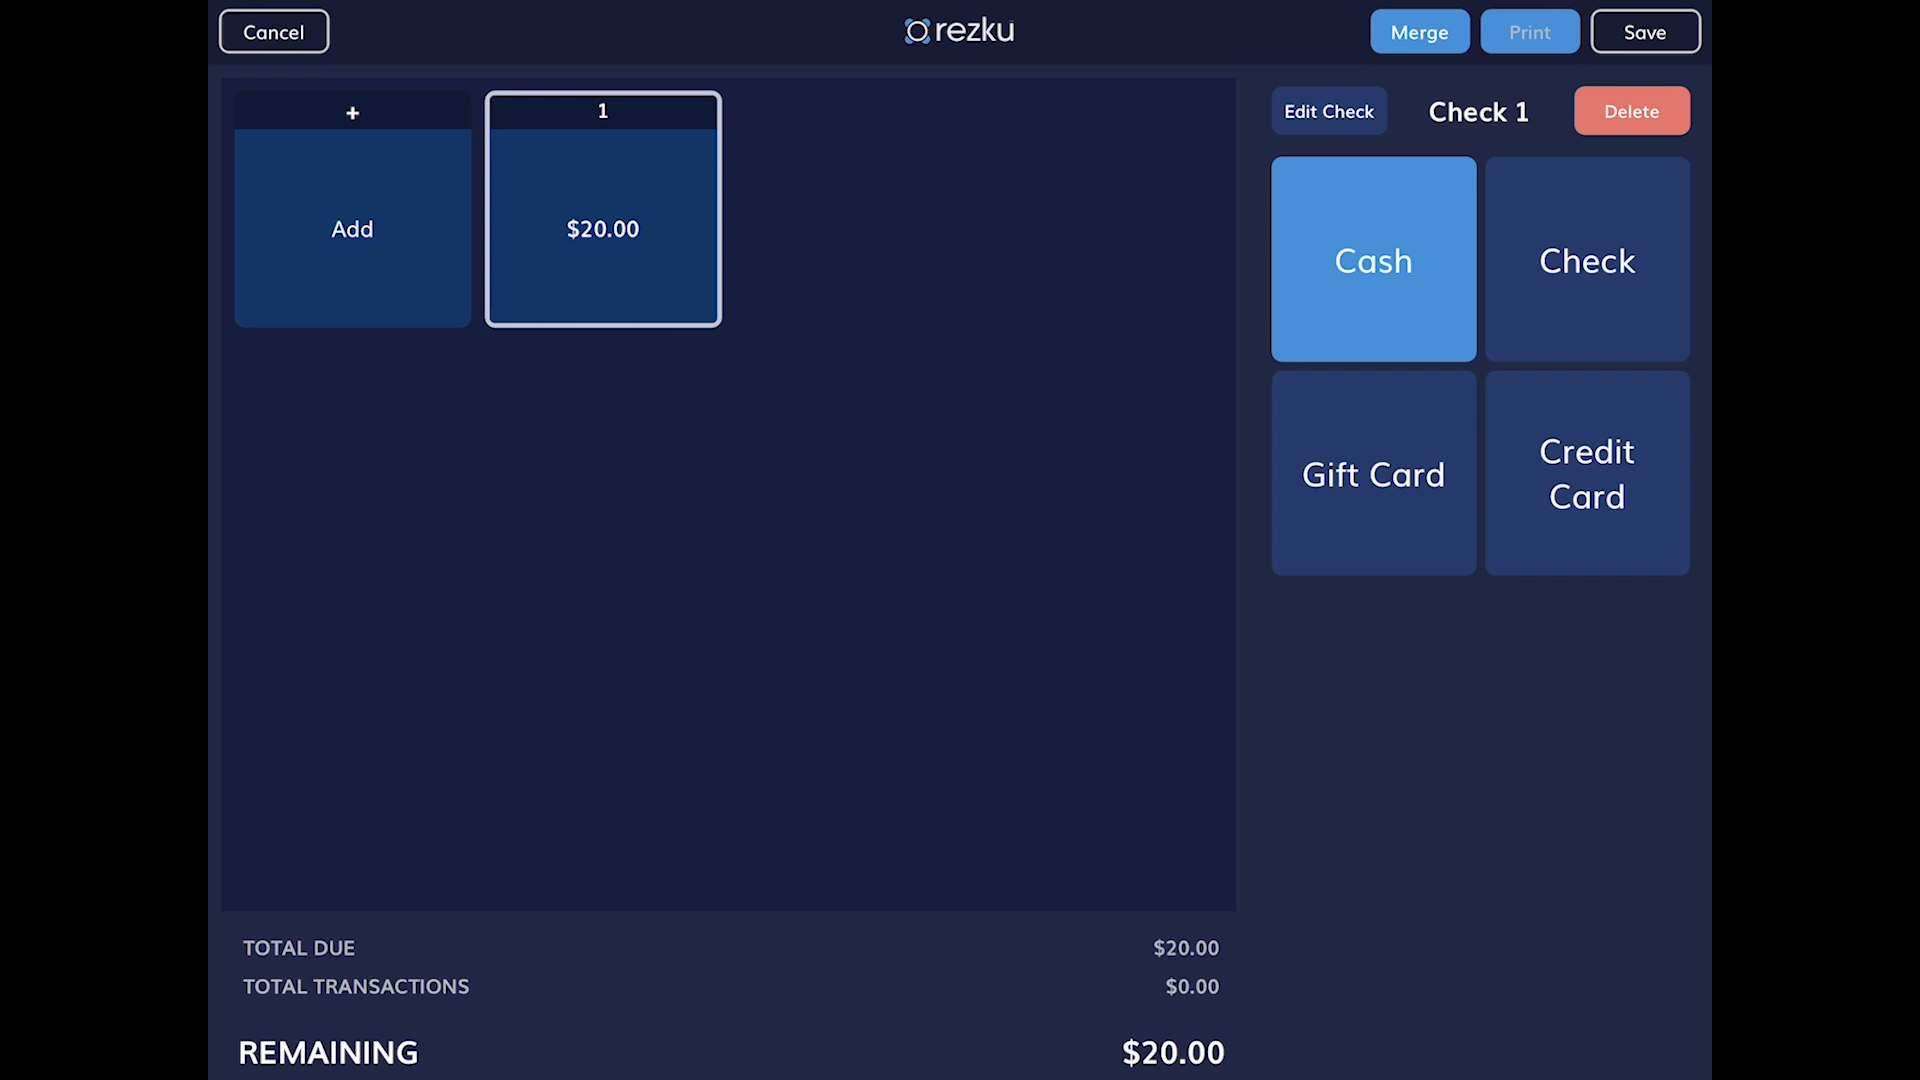 Cancel
rezku
Merge
Print
Save
+
Add
1
$20.00
Edit Check
Check 1
Delete
Cash
Check
Gift Card
Credit
Card
TOTAL DUE $20.00
TOTAL TRANSACTIONS $0.00
REMAINING $20.00